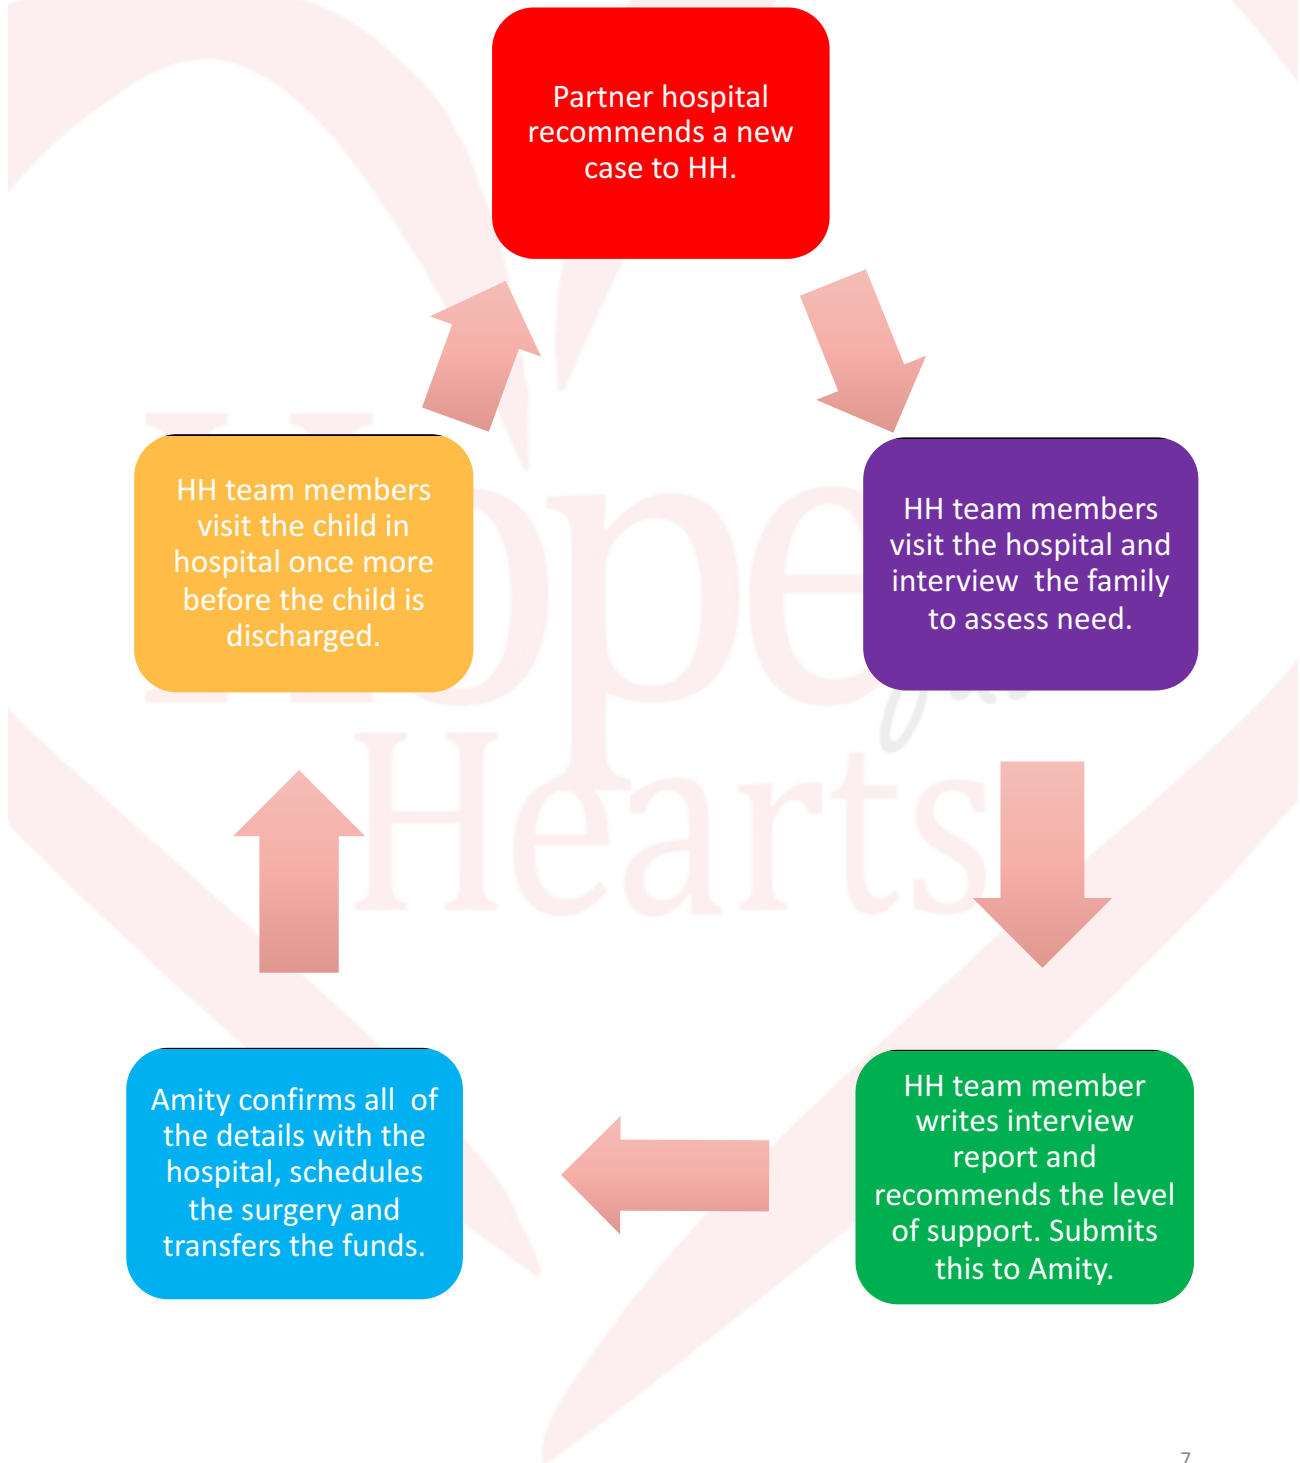 Partner hospital
recommends a new
case to HH.
HH team members
visit the hospital and
interview  the family
to assess need.
HH team member
writes interview
report and
recommends the level
of support. Submits
this to Amity.
Amity confirms all  of
the details with the
hospital, schedules
the surgery and
transfers the funds.
HH team members
visit the child in
hospital once more
before the child is
discharged.
Hope
Hearts
7